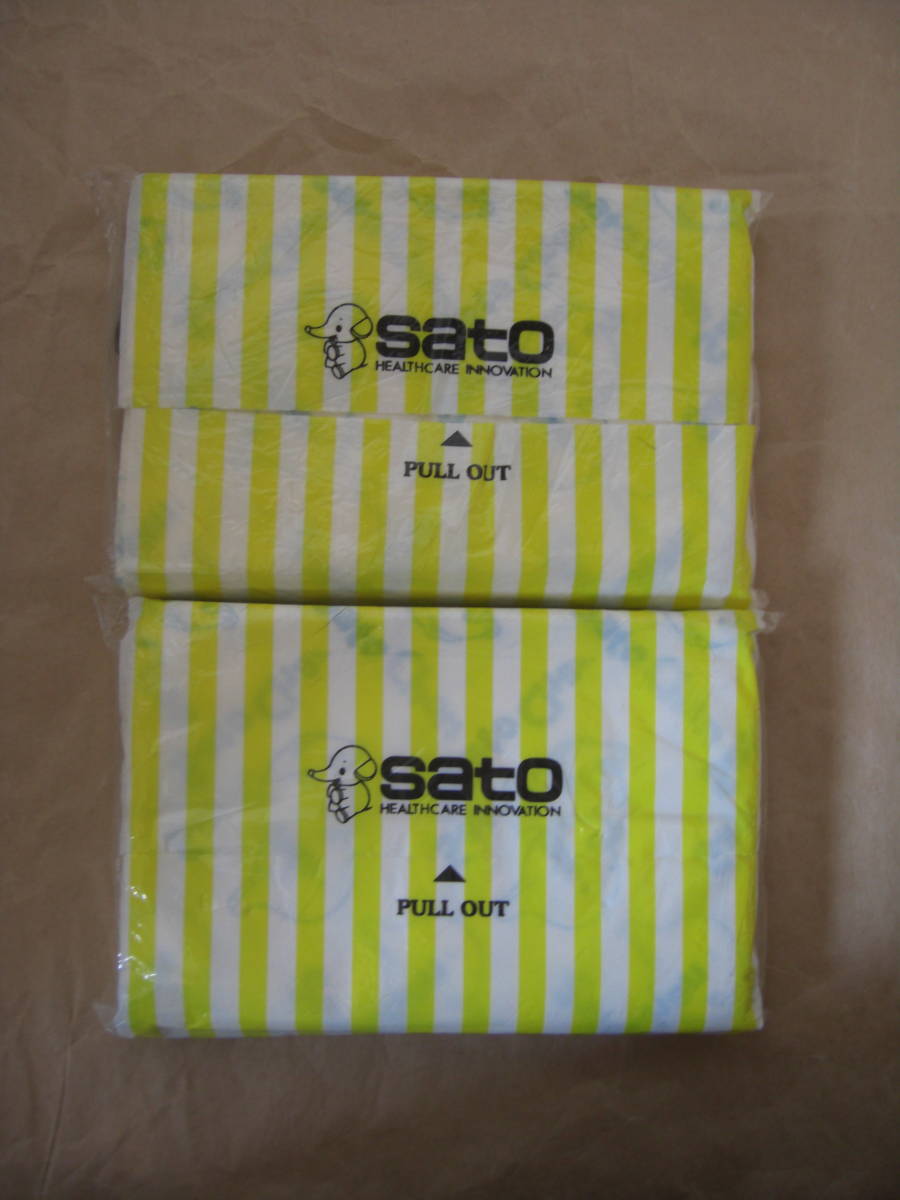 sato
HEALTHCARE INNOVATION
PULL OUT
sato
HEALTHCARE INNOVATION
PULL OUT